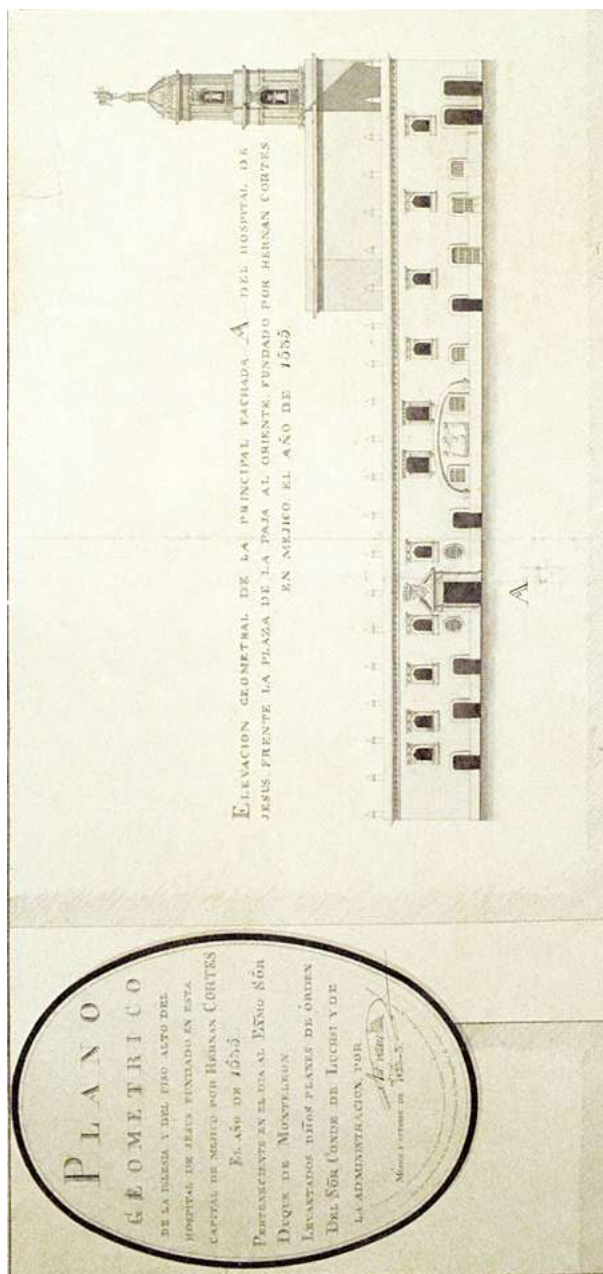 PLANO
GEOMETRICO
DE LA IGLESIA Y DEL PISO ALTO DEL
HOSPITAL DE JESUS FUNDADO EN ESTA
CAPITAL DE MEJICO POR HERNAN CORTES
EL AÑO DE 1535.
PERTENECIENTE EN EL DIA AL EXMO SÕR
DUQUE DE MONTELEON
LEVANTADOS DHOS PLANES DE ÓRDEN
DEL SÕR CONDE DE LUCHSI Y DE
LA ADMINISTRACION, POR
ELEVACION GEOMETRAL DE LA PRINCIPAL FACHADA A DEL HOSPITAL DE
JESUS FRENTE LA PLAZA DE LA PAJA AL ORIENTE, FUNDADO POR HERNAN CORTES
EN MEJICO, EL AÑO DE 1535.
A